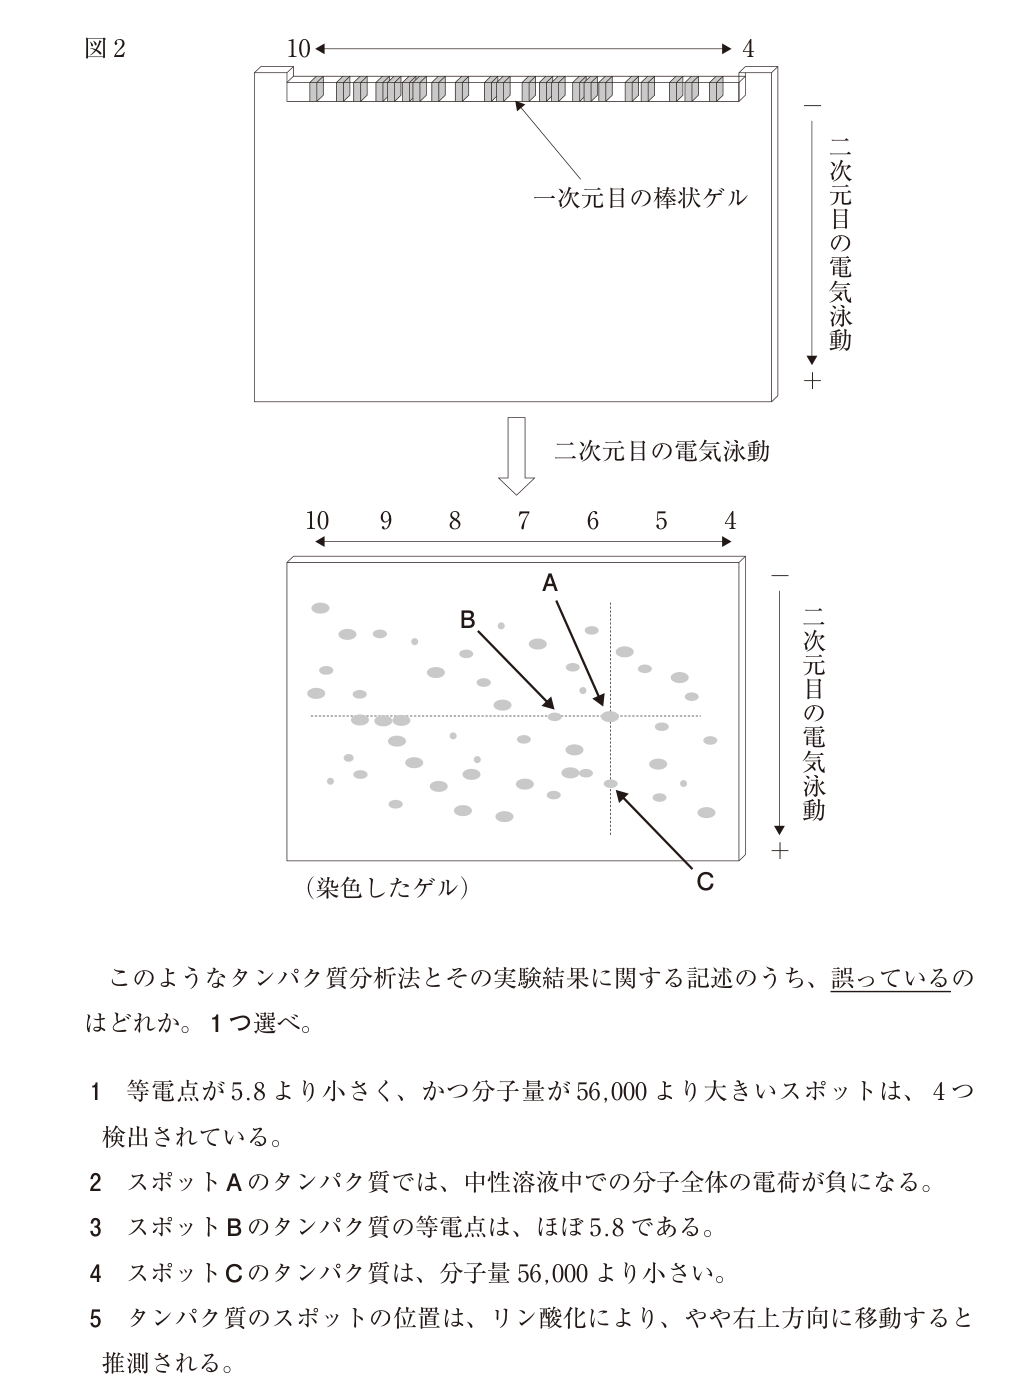 図2
10 4
−
一次元目の棒状ゲル
二次元目の電気泳動
＋
二次元目の電気泳動
10 9 8 7 6 5 4
−
A
B
二次元目の電気泳動
＋
C
（染色したゲル）
このようなタンパク質分析法とその実験結果に関する記述のうち、誤っているの
はどれか。1つ選べ。
1 等電点が5.8より小さく、かつ分子量が56,000より大きいスポットは、4つ
検出されている。
2 スポットAのタンパク質では、中性溶液中での分子全体の電荷が負になる。
3 スポットBのタンパク質の等電点は、ほぼ5.8である。
4 スポットCのタンパク質は、分子量56,000より小さい。
5 タンパク質のスポットの位置は、リン酸化により、やや右上方向に移動すると
推測される。